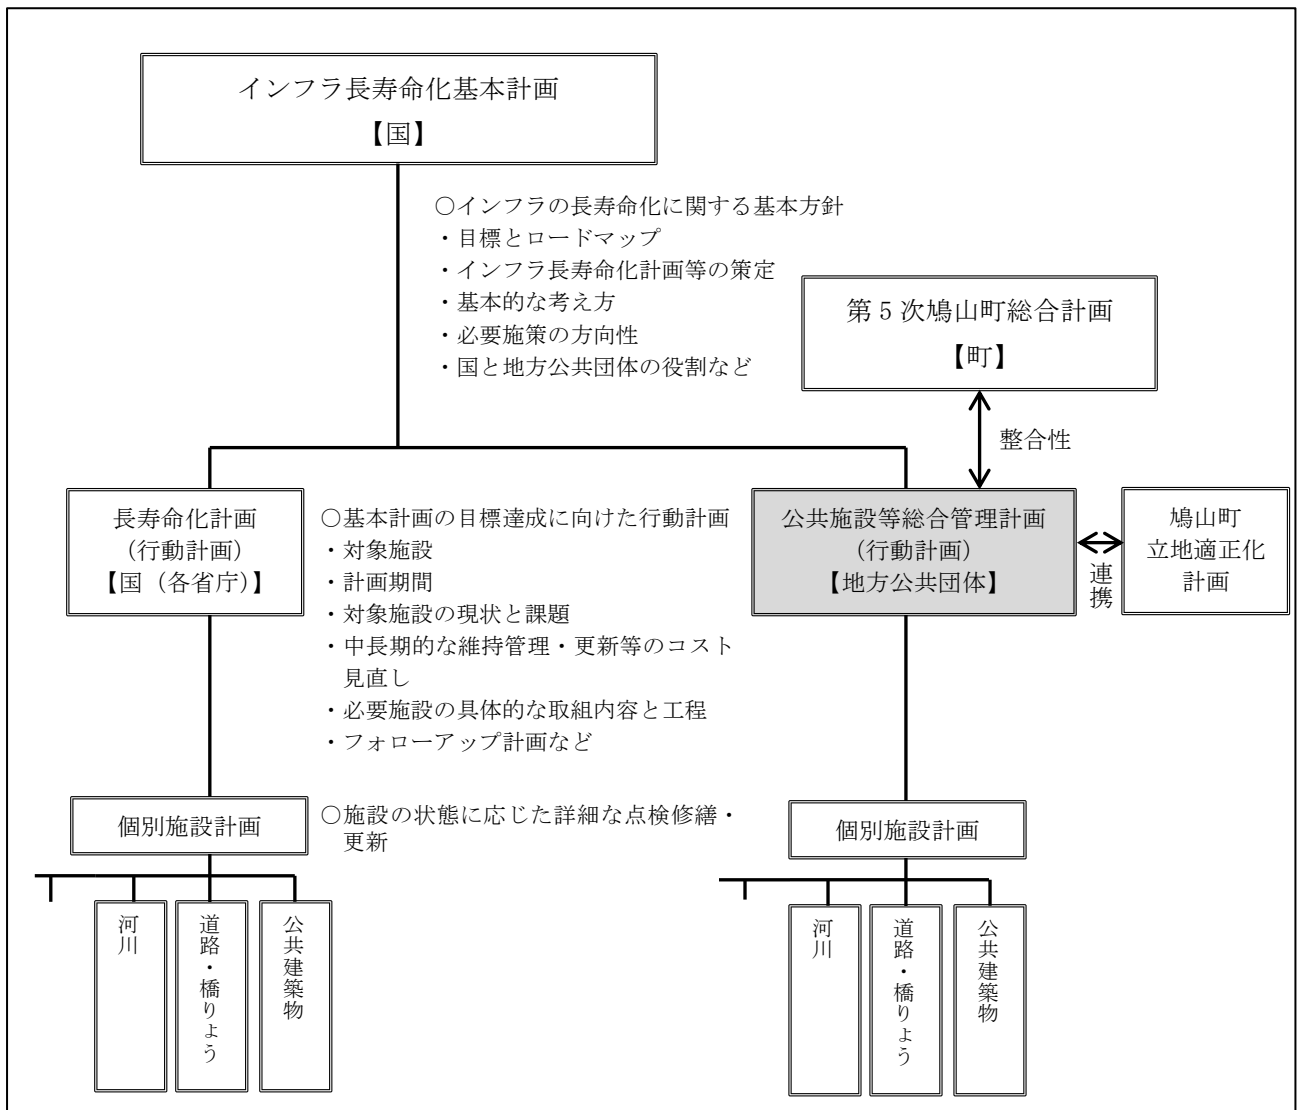 インフラ長寿命化基本計画
【国】
○インフラの長寿命化に関する基本方針
・目標とロードマップ
・インフラ長寿命化計画等の策定
・基本的な考え方
・必要施策の方向性
・国と地方公共団体の役割など
第5次鳩山町総合計画
【町】
整合性
長寿命化計画
（行動計画）
【国（各省庁）】
○基本計画の目標達成に向けた行動計画
・対象施設
・計画期間
・対象施設の現状と課題
・中長期的な維持管理・更新等のコスト
見直し
・必要施設の具体的な取組内容と工程
・フォローアップ計画など
公共施設等総合管理計画
（行動計画）
【地方公共団体】
連携
鳩山町
立地適正化
計画
個別施設計画
○施設の状態に応じた詳細な点検修繕・
更新
個別施設計画
河川
道路・橋りょう
公共建築物
河川
道路・橋りょう
公共建築物